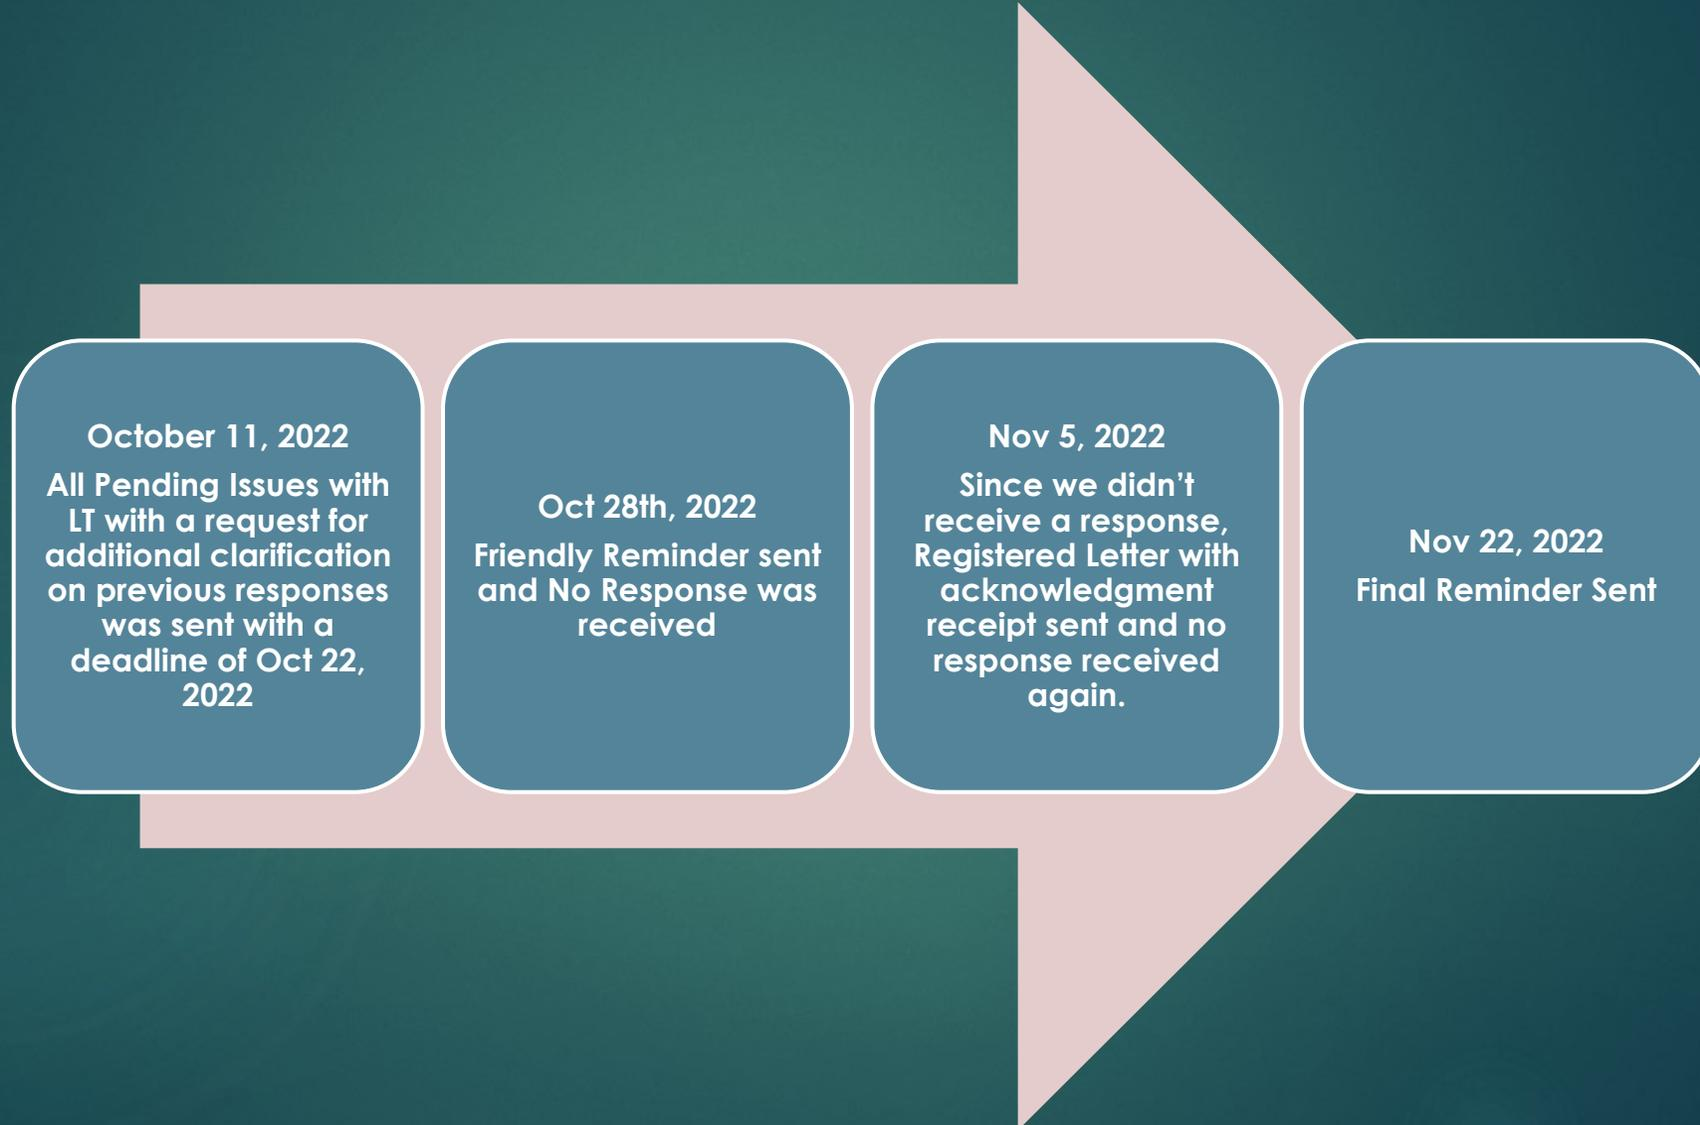 October 11, 2022
All Pending Issues with
LT with a request for
additional clarification
on previous responses
was sent with a
deadline of Oct 22,
2022
Oct 28th, 2022
Friendly Reminder sent
and No Response was
received
Nov 5, 2022
Since we didn’t
receive a response,
Registered Letter with
acknowledgment
receipt sent and no
response received
again.
Nov 22, 2022
Final Reminder Sent